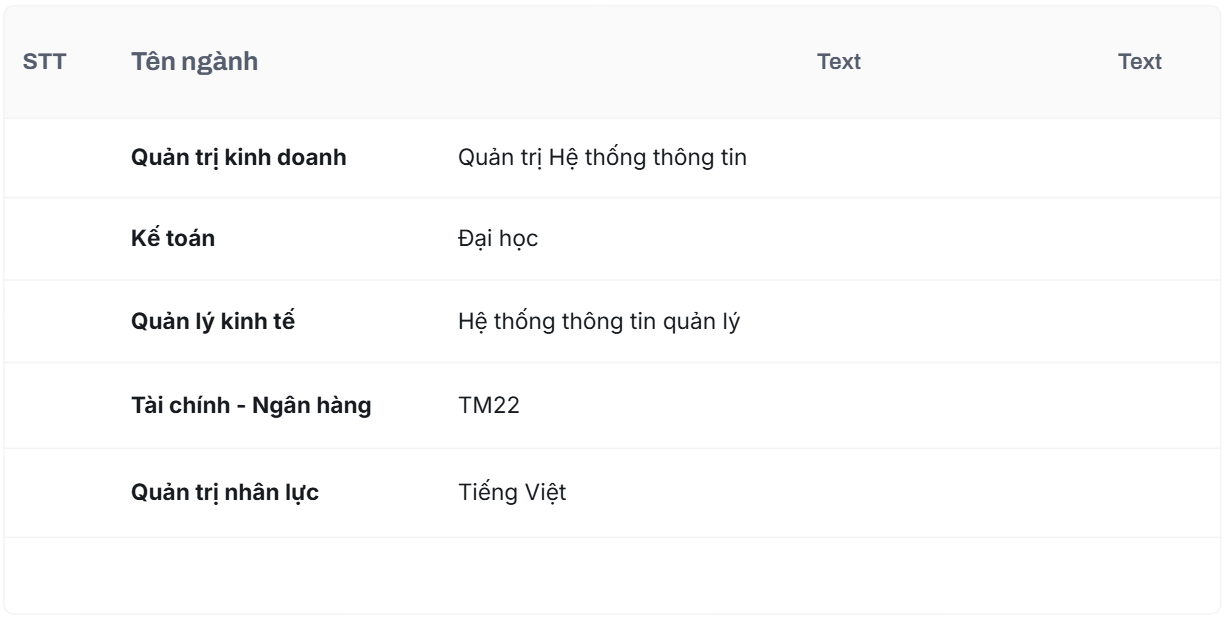 STT Tên ngành Text Text
Quản trị kinh doanh Quản trị Hệ thống thông tin
Kế toán Đại học
Quản lý kinh tế Hệ thống thông tin quản lý
Tài chính - Ngân hàng TM22
Quản trị nhân lực Tiếng Việt